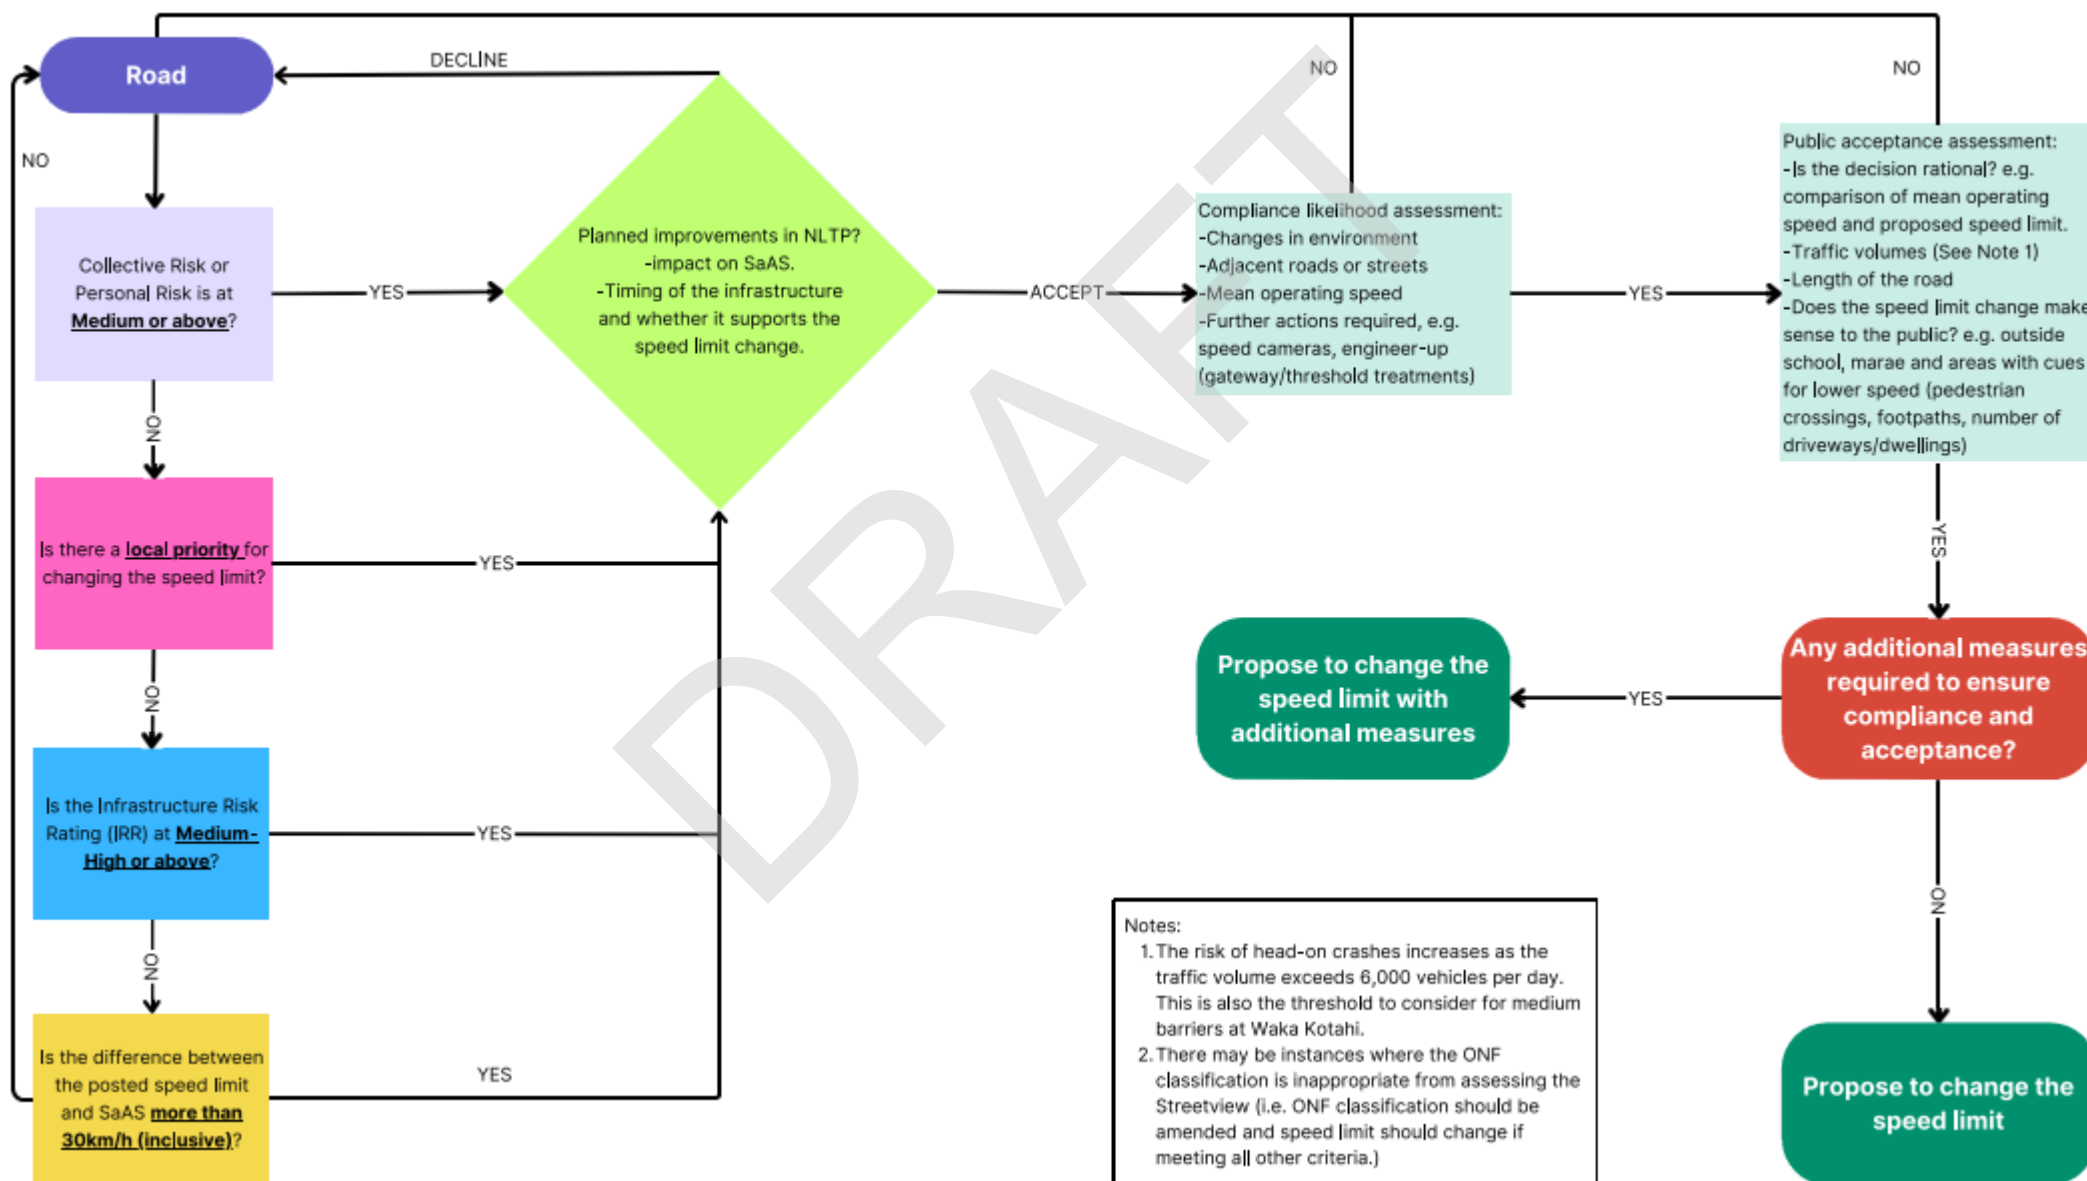 Road
DECLINE
NO
NO
NO
Collective Risk or
Personal Risk is at
Medium or above?
YES
Planned improvements in NLTP?
-impact on SaAS.
-Timing of the infrastructure
and whether it supports the
speed limit change.
ACCEPT
Compliance likelihood assessment:
-Changes in environment
-Adjacent roads or streets
-Mean operating speed
-Further actions required, e.g.
speed cameras, engineer-up
(gateway/threshold treatments)
YES
Public acceptance assessment:
-Is the decision rational? e.g.
comparison of mean operating
speed and proposed speed limit.
-Traffic volumes (See Note 1)
-Length of the road
-Does the speed limit change make
sense to the public? e.g. outside
school, marae and areas with cues
for lower speed (pedestrian
crossings, footpaths, number of
driveways/dwellings)
NO
Is there a local priority for
changing the speed limit?
YES
YES
NO
Is the Infrastructure Risk
Rating (IRR) at Medium-
High or above?
YES
Propose to change the
speed limit with
additional measures
YES
Any additional measures
required to ensure
compliance and
acceptance?
NO
NO
Is the difference between
the posted speed limit
and SaAS more than
30km/h (inclusive)?
YES
Notes:
1. The risk of head-on crashes increases as the
traffic volume exceeds 6,000 vehicles per day.
This is also the threshold to consider for medium
barriers at Waka Kotahi.
2. There may be instances where the ONF
classification is inappropriate from assessing the
Streetview (i.e. ONF classification should be
amended and speed limit should change if
meeting all other criteria.)
Propose to change the
speed limit
DRAFT